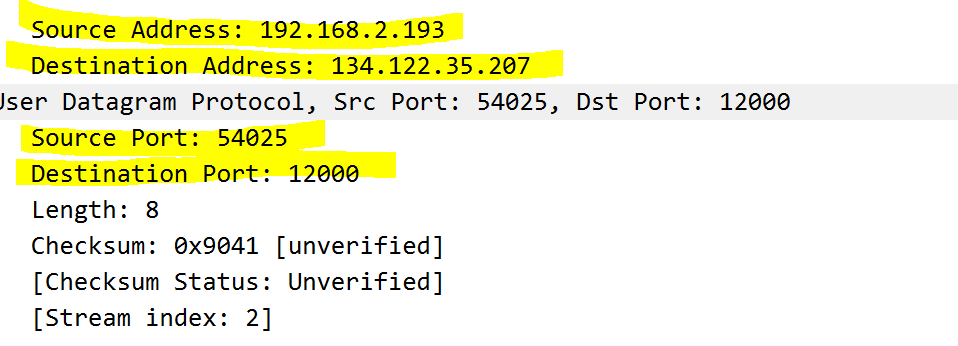 Source Address: 192.168.2.193
Destination Address: 134.122.35.207
User Datagram Protocol, Src Port: 54025, Dst Port: 12000
Source Port: 54025
Destination Port: 12000
Length: 8
Checksum: 0x9041 [unverified]
[Checksum Status: Unverified]
[Stream index: 2]